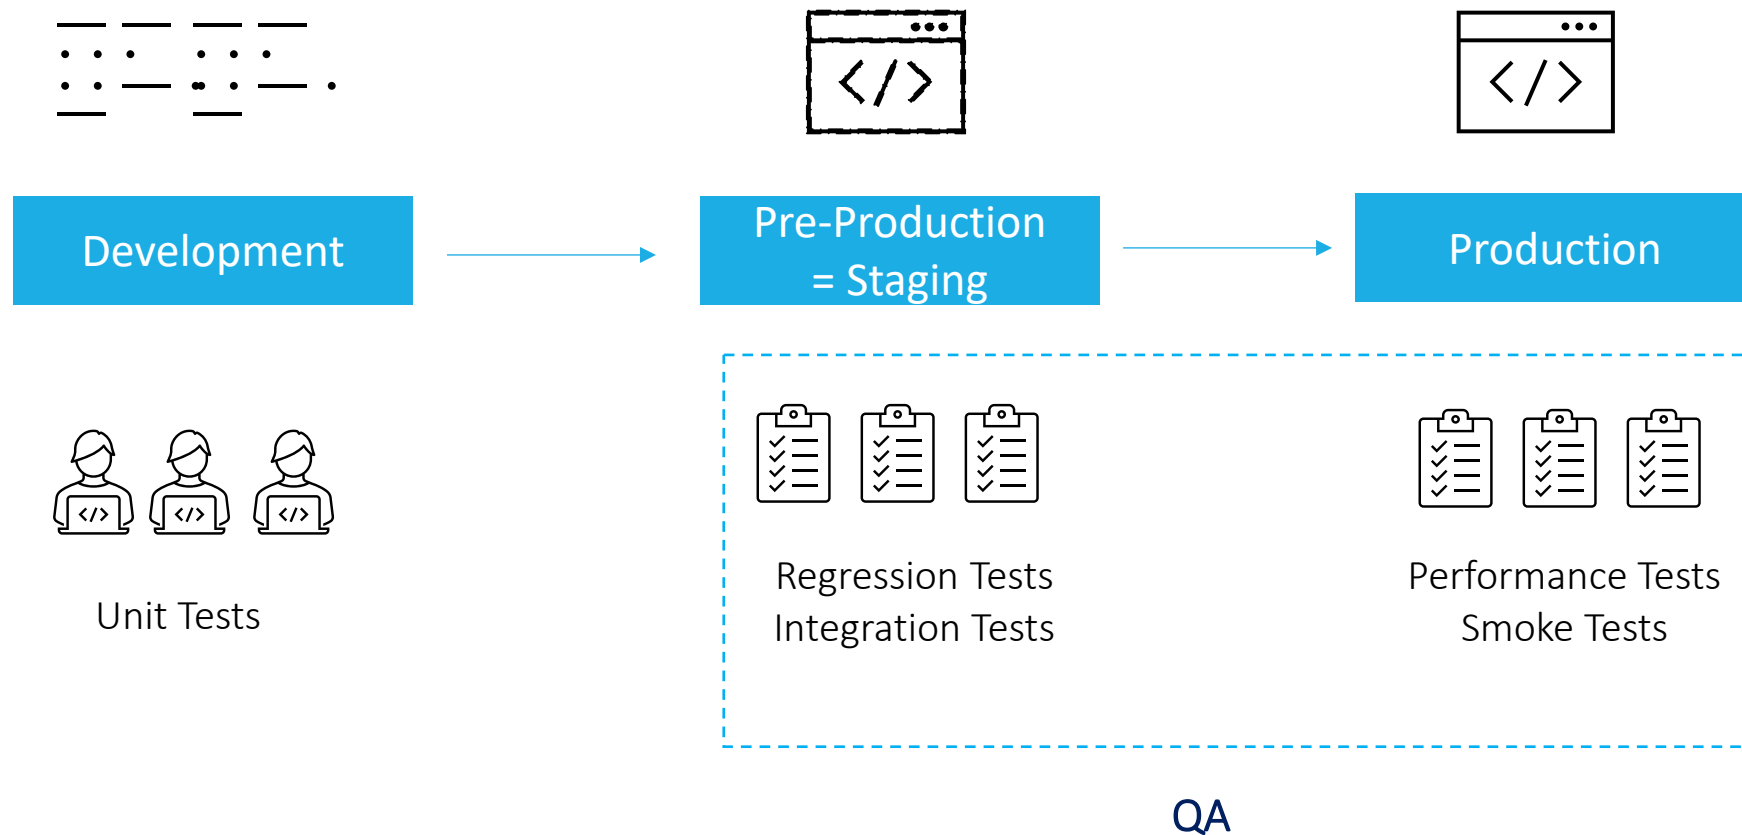 Development
Pre-Production
= Staging
Production
Unit Tests
Regression Tests
Integration Tests
Performance Tests
Smoke Tests
QA